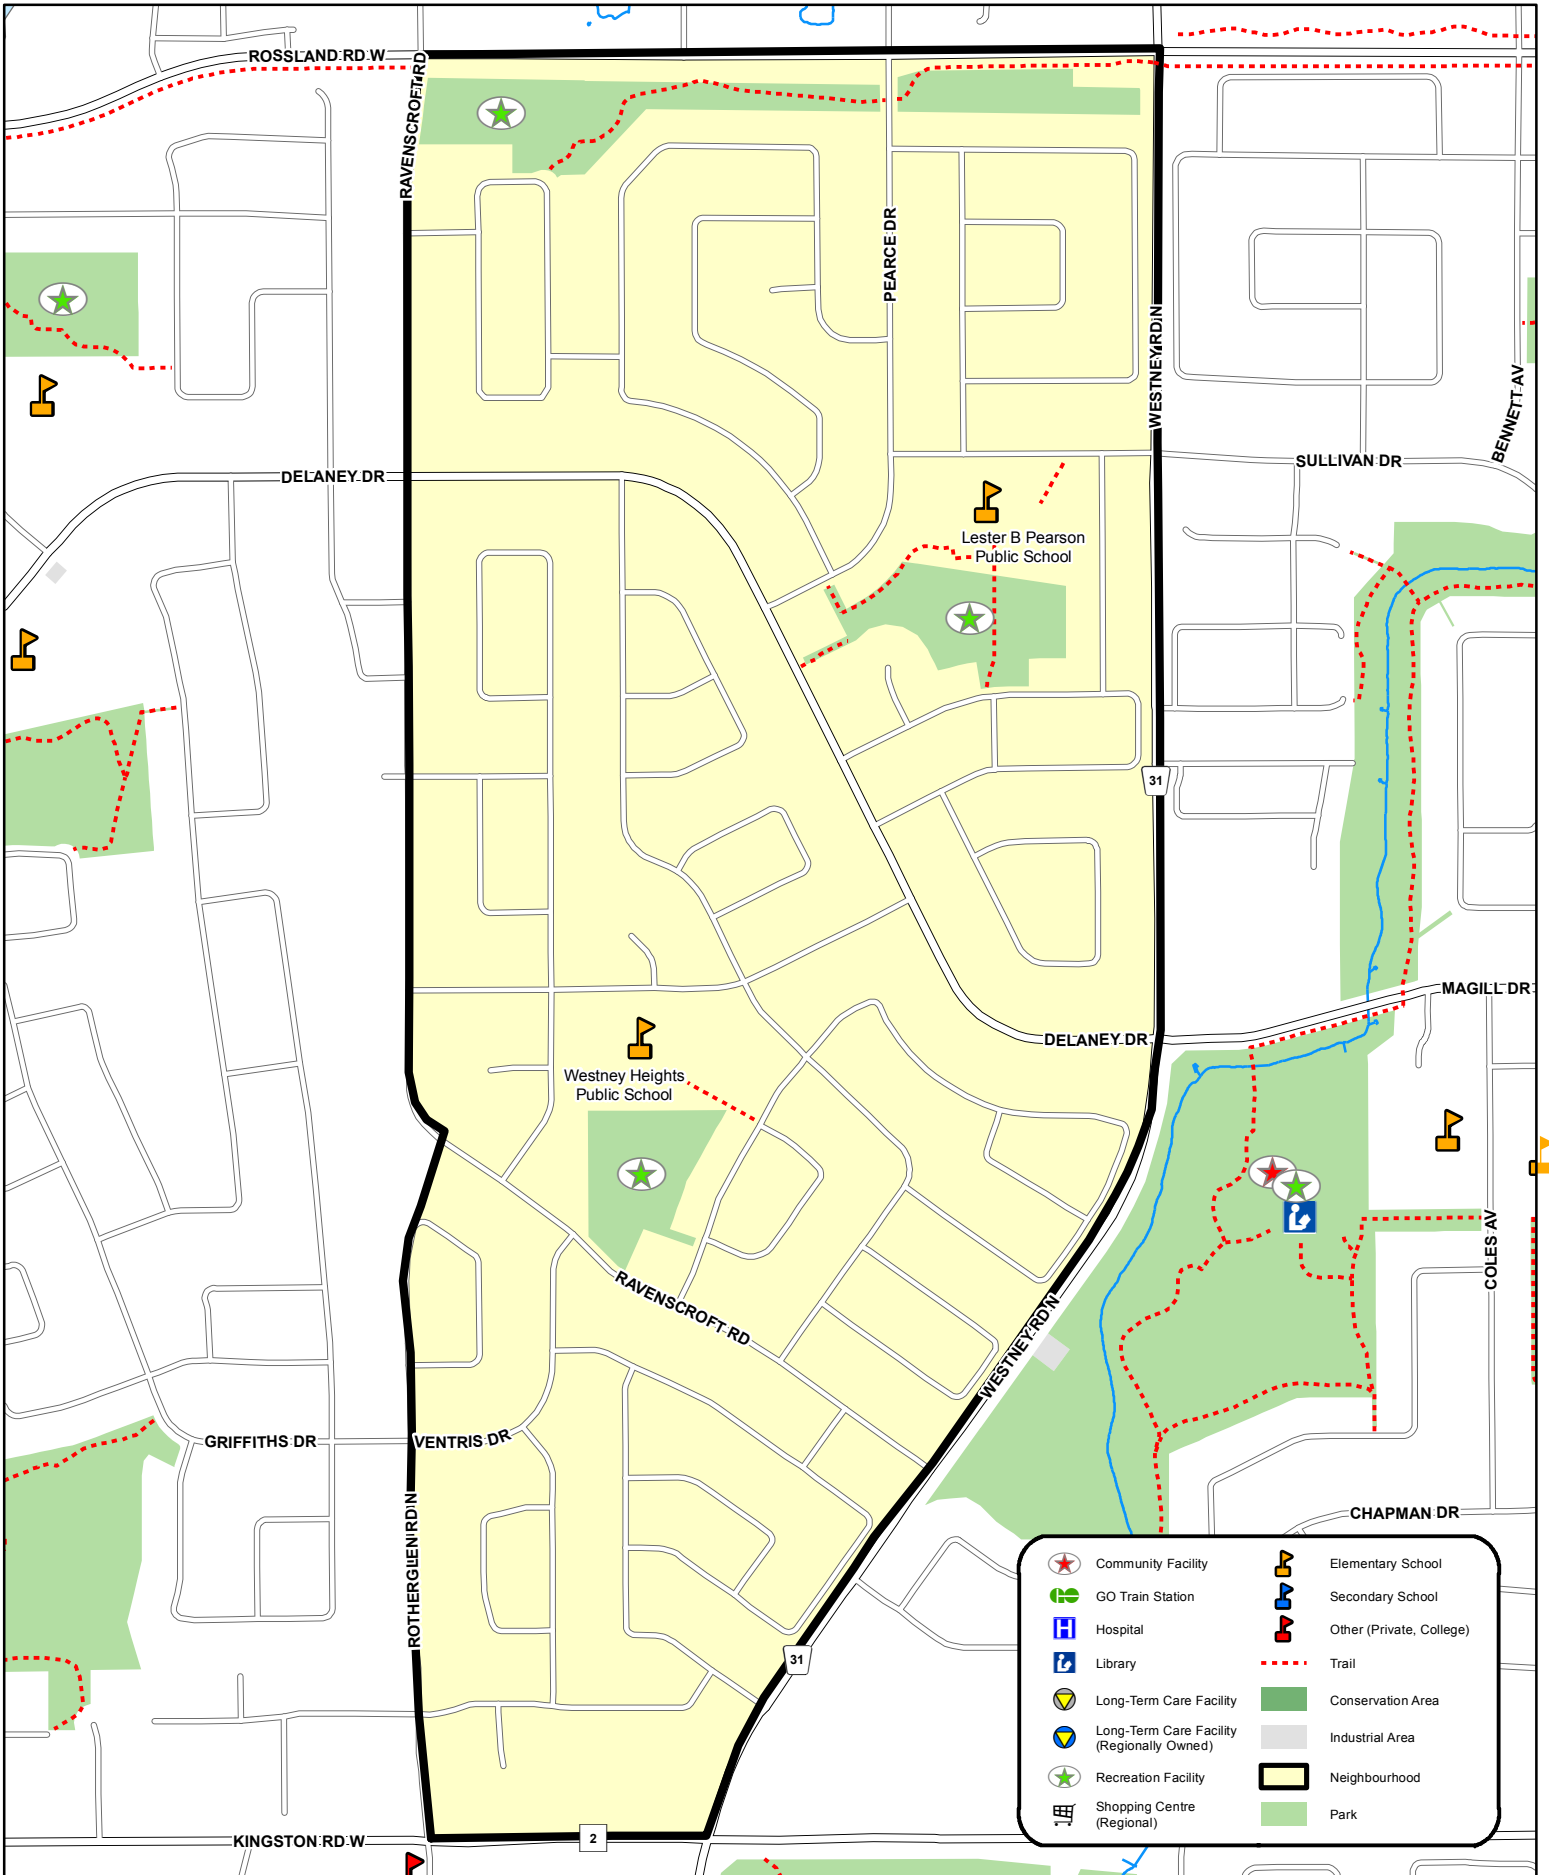 ROSSLAND RD W
RAVENSCROFT RD
PEARCE DR
WESTNEY RD N
BENNETT AV
DELANEY DR
SULLIVAN DR
Lester B Pearson
Public School
31
MAGILL DR
DELANEY DR
Westney Heights
Public School
COLES AV
RAVENSCROFT RD
WESTNEY RD N
GRIFFITHS DR
VENTRIS DR
ROTHERGLEN RD N
CHAPMAN DR
31
KINGSTON RD W
2
Community Facility
GO Train Station
H
Hospital
Library
Long-Term Care Facility
Long-Term Care Facility
(Regionally Owned)
Recreation Facility
Shopping Centre
(Regional)
Elementary School
Secondary School
Other (Private, College)
Trail
Conservation Area
Industrial Area
Neighbourhood
Park